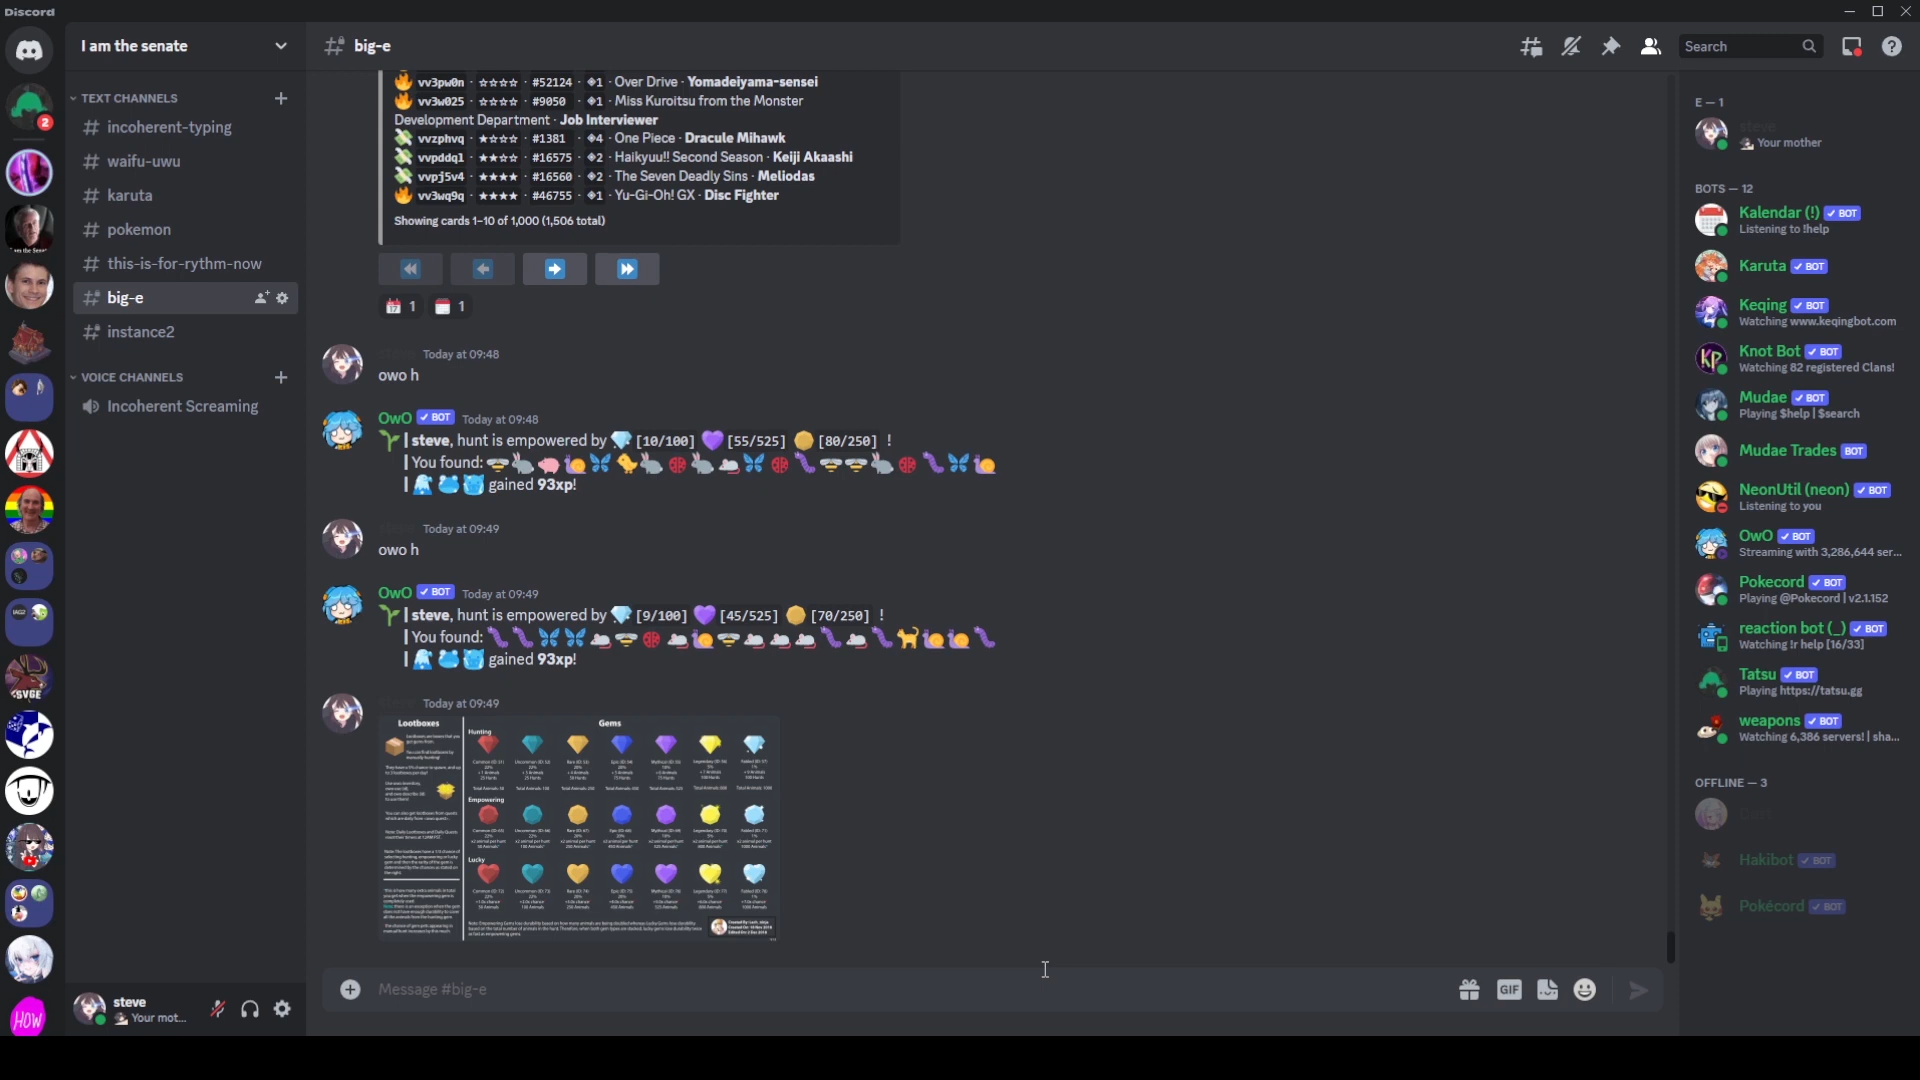 Discord
I am the senate
big-e
Search
TEXT CHANNELS
incoherent-typing
waifu-uwu
karuta
pokemon
this-is-for-rythm-now
big-e
instance2
VOICE CHANNELS
Incoherent Screaming
vv3pw0n · ☆☆☆☆ · #52124 · ◈1 · Over Drive · Yomadeiyama-sensei
vv3w025 · ☆☆☆☆ · #9050 · ◈1 · Miss Kuroitsu from the Monster
Development Department · Job Interviewer
vvzphvq · ★☆☆☆ · #1381 · ◈4 · One Piece · Dracule Mihawk
vvpddql · ★★☆☆ · #16575 · ◈2 · Haikyuu!! Second Season · Keiji Akaashi
vvpj5v4 · ★★★★ · #16560 · ◈2 · The Seven Deadly Sins · Meliodas
vv3wq9q · ★★★★ · #46755 · ◈1 · Yu-Gi-Oh! GX · Disc Fighter
Showing cards 1–10 of 1,000 (1,506 total)
1 1
Today at 09:48
owo h
OwO BOT Today at 09:48
| steve, hunt is empowered by [10/100] [55/525] [80/250] !
| You found:
| gained 93xp!
Today at 09:49
owo h
OwO BOT Today at 09:49
| steve, hunt is empowered by [9/100] [45/525] [70/250] !
| You found:
| gained 93xp!
Today at 09:49
Lootboxes
Gems
Hunting
Empowering
Lucky
Message #big-e
GIF
steve
Your mot...
E — 1
Your mother
BOTS — 12
Kalendar (!) BOT
Listening to !help
Karuta BOT
Keqing BOT
Watching www.keqingbot.com
Knot Bot BOT
Watching 82 registered Clans!
Mudae BOT
Playing $help | $search
Mudae Trades BOT
NeonUtil (neon) BOT
Listening to you
OwO BOT
Streaming with 3,286,644 ser...
Pokecord BOT
Playing @Pokecord | v2.1.152
reaction bot (_) BOT
Watching !r help [16/33]
Tatsu BOT
Playing https://tatsu.gg
weapons BOT
Watching 6,386 servers! | sha...
OFFLINE — 3
Hakibot BOT
Pokécord BOT
2
SVGE
HOW